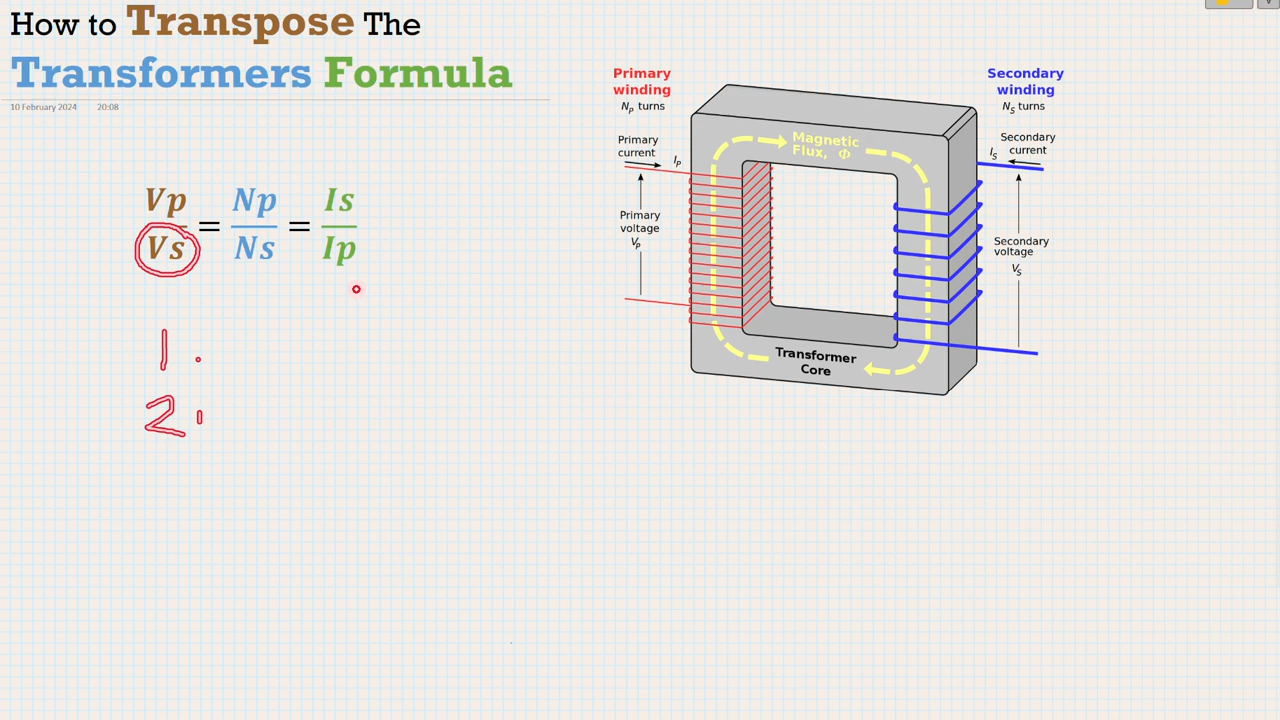 How to Transpose The
Transformers Formula
10 February 2024 20:08
Vp/Vs = Np/Ns = Is/Ip
1.
2.
Primary
winding
NP turns
Primary
current
IP
Primary
voltage
VP
Magnetic
Flux, Φ
Transformer
Core
Secondary
winding
NS turns
Secondary
current
IS
Secondary
voltage
VS